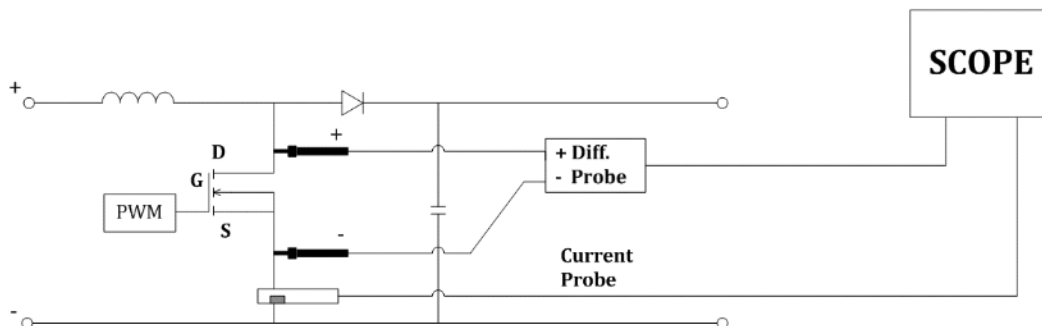 SCOPE
+
+
D
+ Diff.
- Probe
G
PWM
S
-
Current
Probe
-